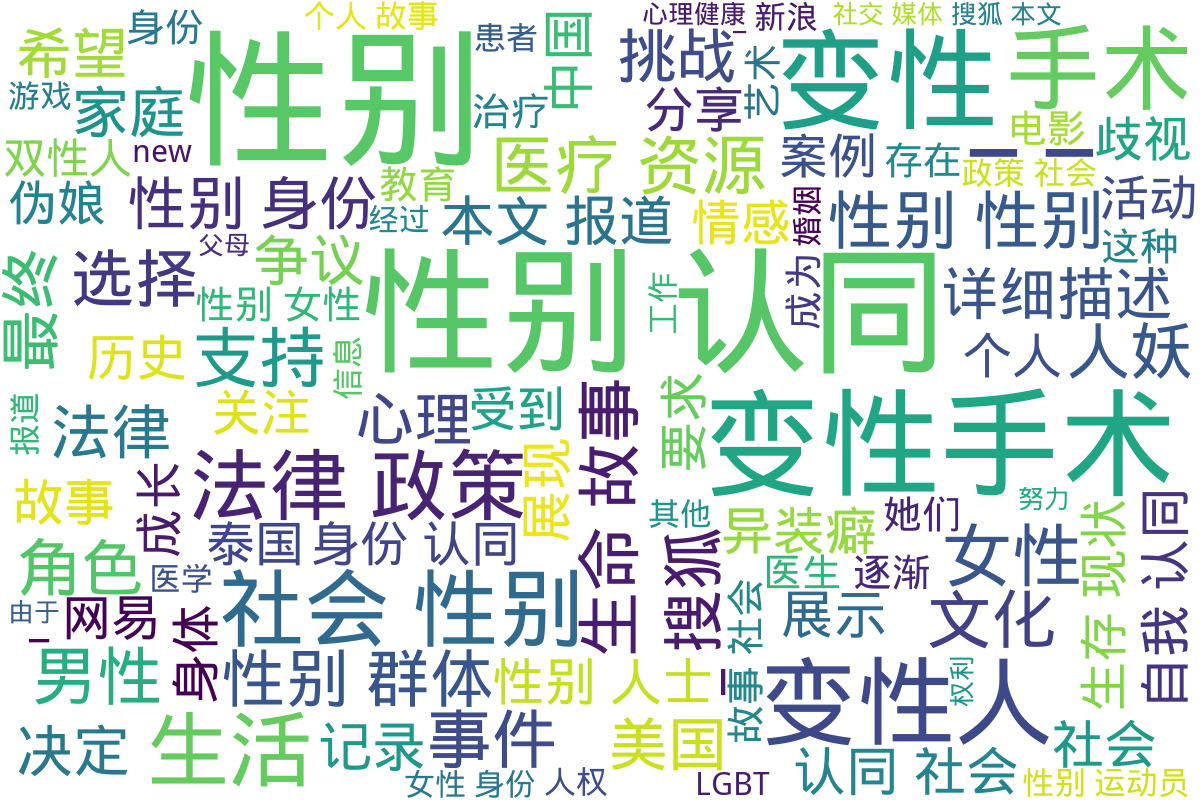 个人 故事
心理健康_新浪
社交 媒体
搜狐 本文
身份
希望
性别
患者
中国
挑战
艺术
变性
手术
游戏
家庭
治疗
分享
电影
歧视
双性人
new
医疗 资源
案例
存在
一 一
政策 社会
伪娘
性别 身份
教育
经过
本文 报道
情感
婚姻
性别 性别
活动
父母
这种
最终
选择
争议
性别 认同
工作
成为
详细描述
性别 女性
历史
支持
信息
个人
人妖
报道
法律
关注
心理
受到
生命 故事
要求
变性手术
故事
成长
法律 政策
展现
其他
异装癖
她们
努力
生存 现状
自我 认同
泰国
身份 认同
角色
医学
社会 性别
搜狐_
医生
逐渐
女性
由于
网易
_
身体
故事 社会
展示
文化
男性
性别 群体
性别 人士
变性人
权利
决定
生活
记录
事件
美国
认同 社会
社会
女性 身份
人权
LGBT
性别 运动员